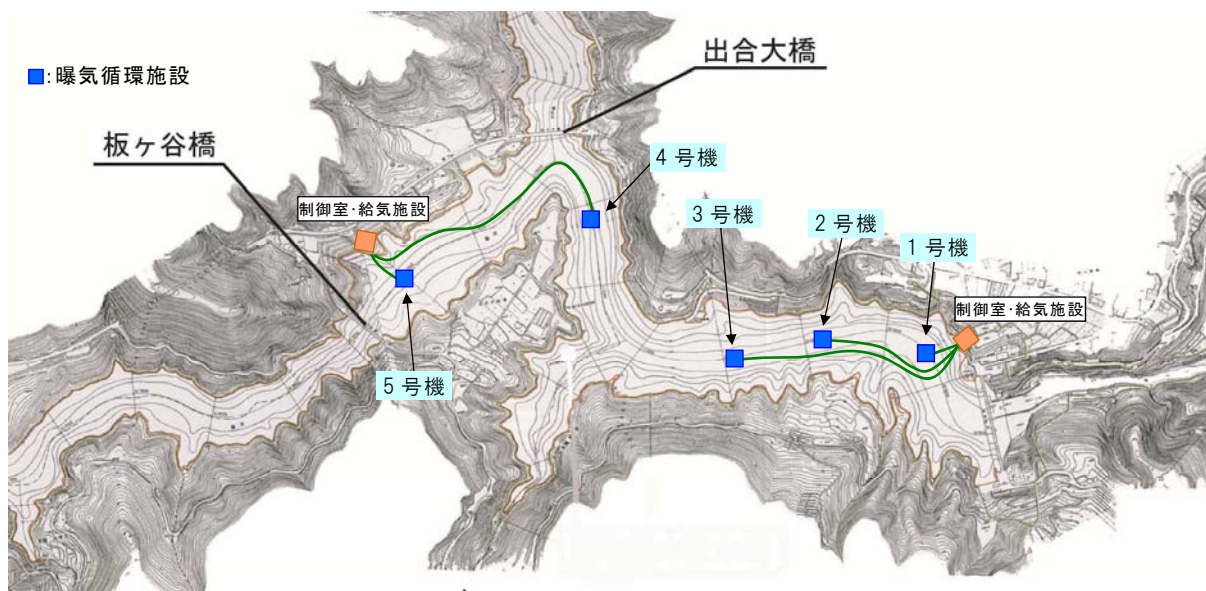 出合大橋
■:曝気循環施設
板ヶ谷橋
4 号機
制御室・給気施設
3 号機
2 号機
1 号機
制御室・給気施設
5 号機